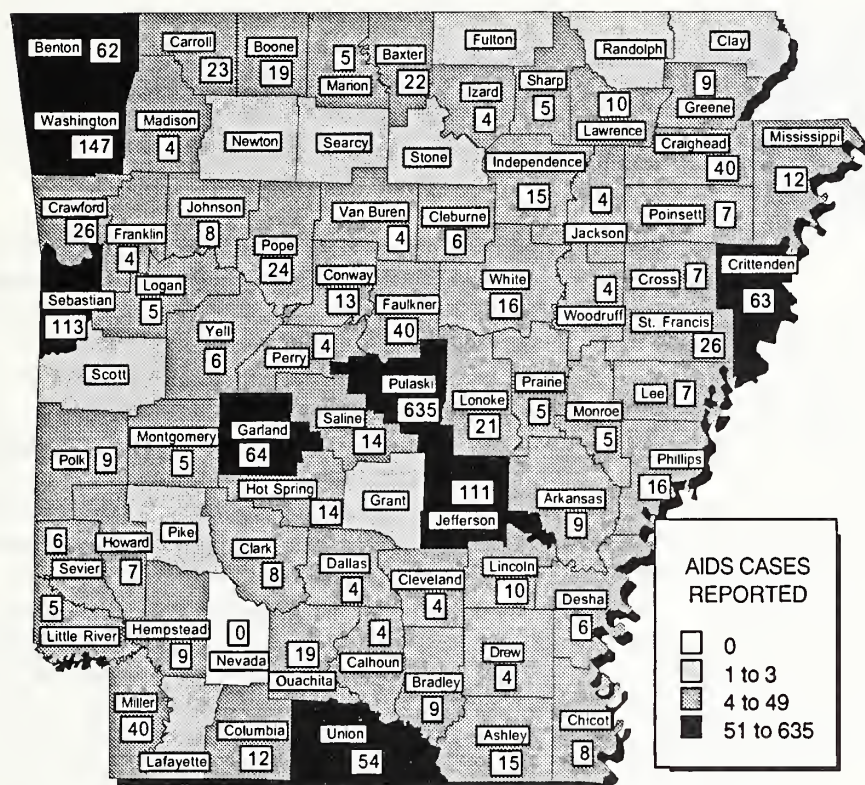 Benton 62
Carroll
23
Boone
19
5
Marion
Baxter
22
Fulton
Izard
4
Sharp
5
Randolph
10
Lawrence
Clay
9
Greene
Washington
147
Madison
4
Newton
Searcy
Stone
Independence
15
Craighead
40
Mississippi
12
Crawford
26
Franklin
4
Johnson
8
Pope
24
Van Buren
4
Cleburne
6
4
Jackson
Poinsett 7
Sebastian
113
Logan
5
Conway
13
Faulkner
40
White
16
4
Woodruff
Cross 7
Crittenden
63
St. Francis
26
Scott
Yell
6
Perry 4
Pulaski
635
Lonoke
21
Praine
5
Monroe
5
Lee 7
Phillips
16
Polk 9
Montgomery
5
Garland
64
Saline
14
Hot Spring
14
Grant
111
Jefferson
Arkansas
9
6
Sevier
Howard
7
Pike
Clark
8
Dallas
4
Cleveland
4
Lincoln
10
Desha
6
5
Little River
Hempstead
9
0
Nevada
19
Ouachita
4
Calhoun
Bradley
9
Drew
4
Miller
40
Lafayette
Columbia
12
Union
54
Ashley
15
Chicot
8
AIDS CASES
REPORTED
0
1 to 3
4 to 49
51 to 635